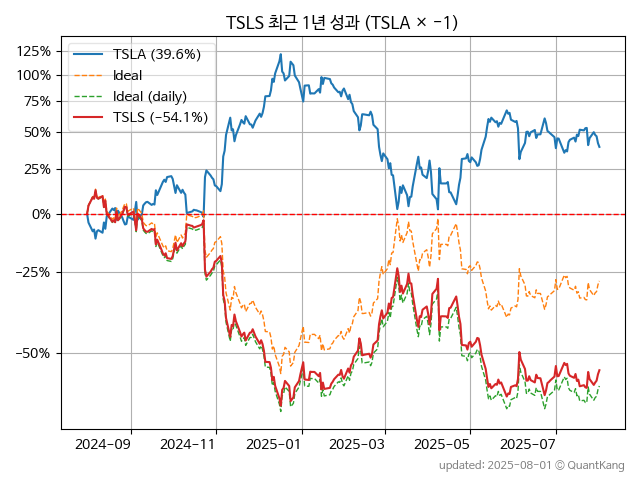 TSLS 최근 1년 성과 (TSLA × −1)
TSLA (39.6%)
Ideal
Ideal (daily)
TSLS (−54.1%)
125%
100%
75%
50%
25%
0%
−25%
−50%
2024−09
2024−11
2025−01
2025−03
2025−05
2025−07
updated: 2025-08-01 © QuantKang